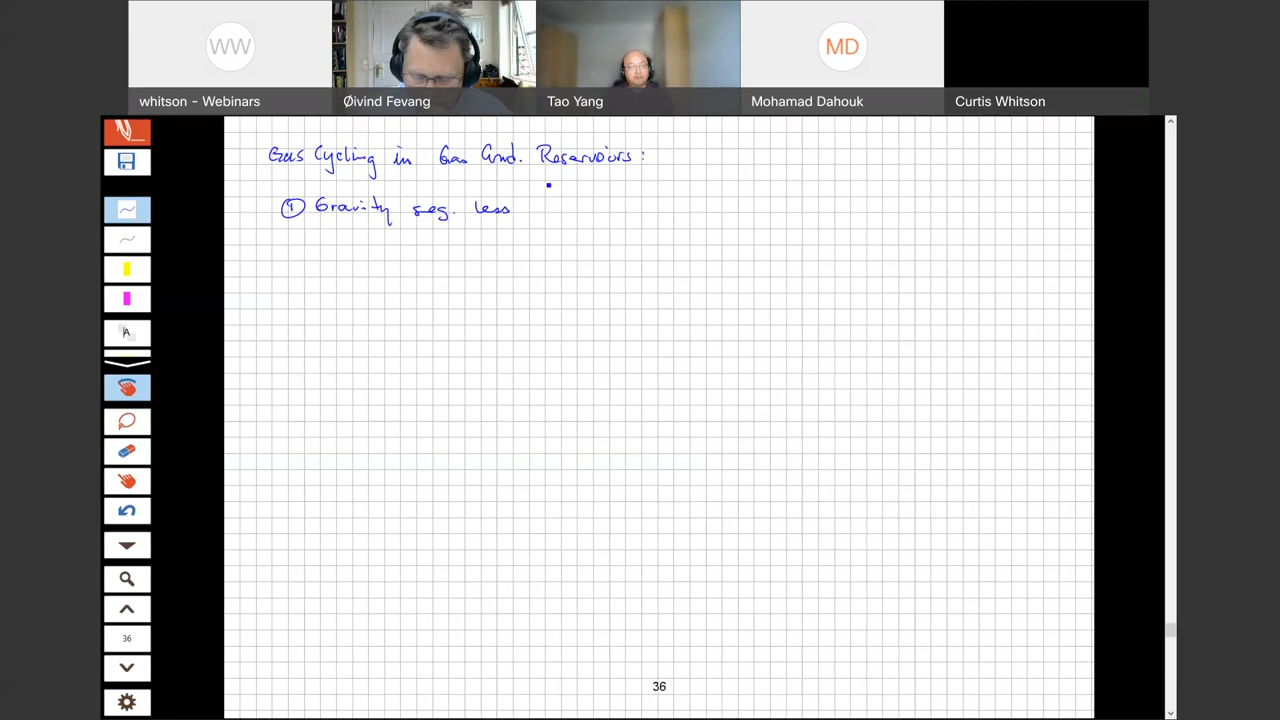 WW
MD
whitson - Webinars
Øivind Fevang
Tao Yang
Mohamad Dahouk
Curtis Whitson
Gas Cycling in Gas Cond. Reservoirs:
① Gravity seg. less
A
36
36